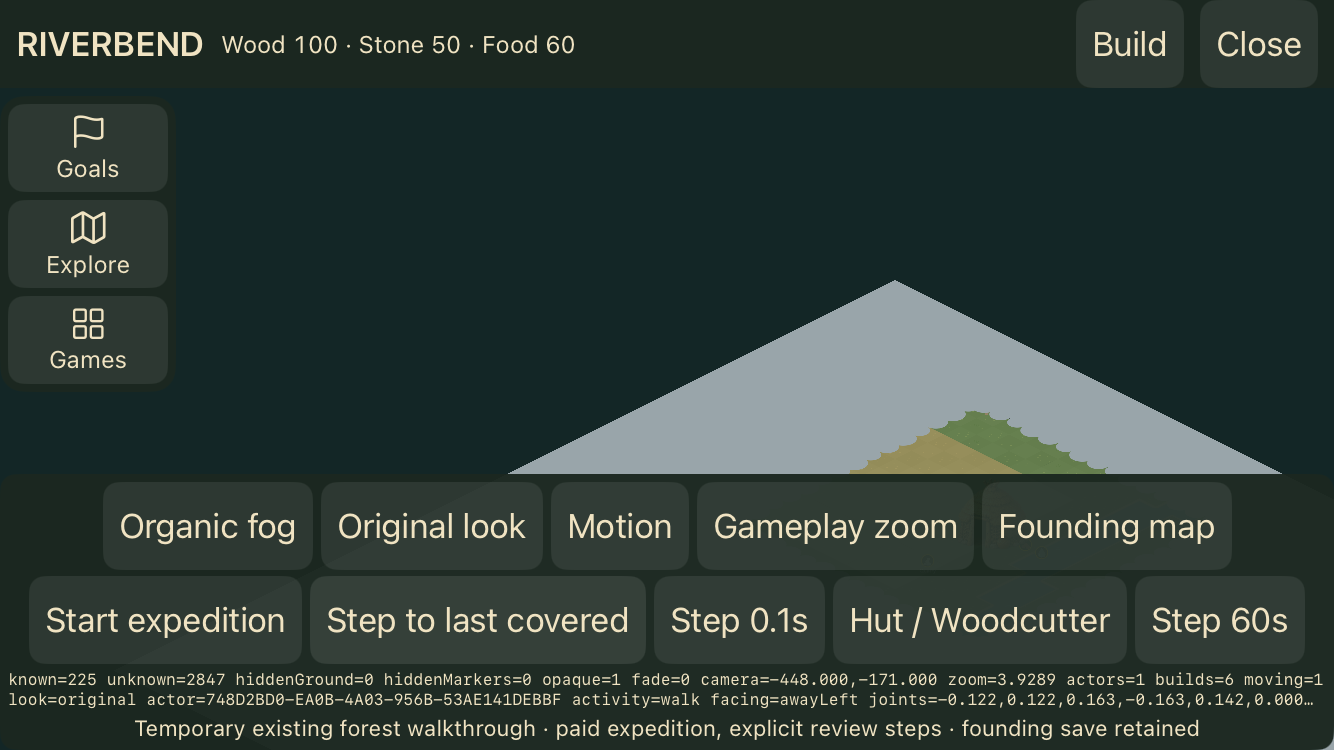 RIVERBEND Wood 100 · Stone 50 · Food 60 Build Close
Goals
Explore
Games
Organic fog Original look Motion Gameplay zoom Founding map
Start expedition Step to last covered Step 0.1s Hut / Woodcutter Step 60s
known=225 unknown=2847 hiddenGround=0 hiddenMarkers=0 opaque=1 fade=0 camera=−448.000,−171.000 zoom=3.9289 actors=1 builds=6 moving=1
look=original actor=748D2BD0-EA0B-4A03-956B-53AE141DEBBF activity=walk facing=awayLeft joints=−0.122,0.122,0.163,−0.163,0.142,0.000…
Temporary existing forest walkthrough · paid expedition, explicit review steps · founding save retained